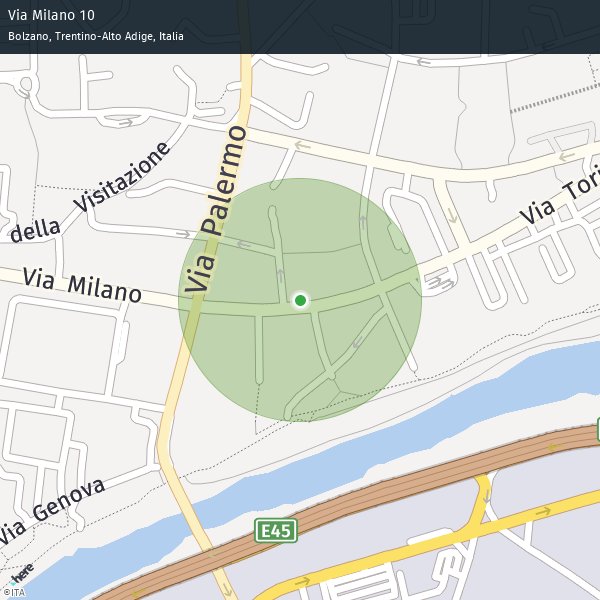 Via Milano 10
Bolzano, Trentino-Alto Adige, Italia
Via Palermo
della Visitazione
Via Tori
Via Milano
Via Genova
E45
here
©ITA